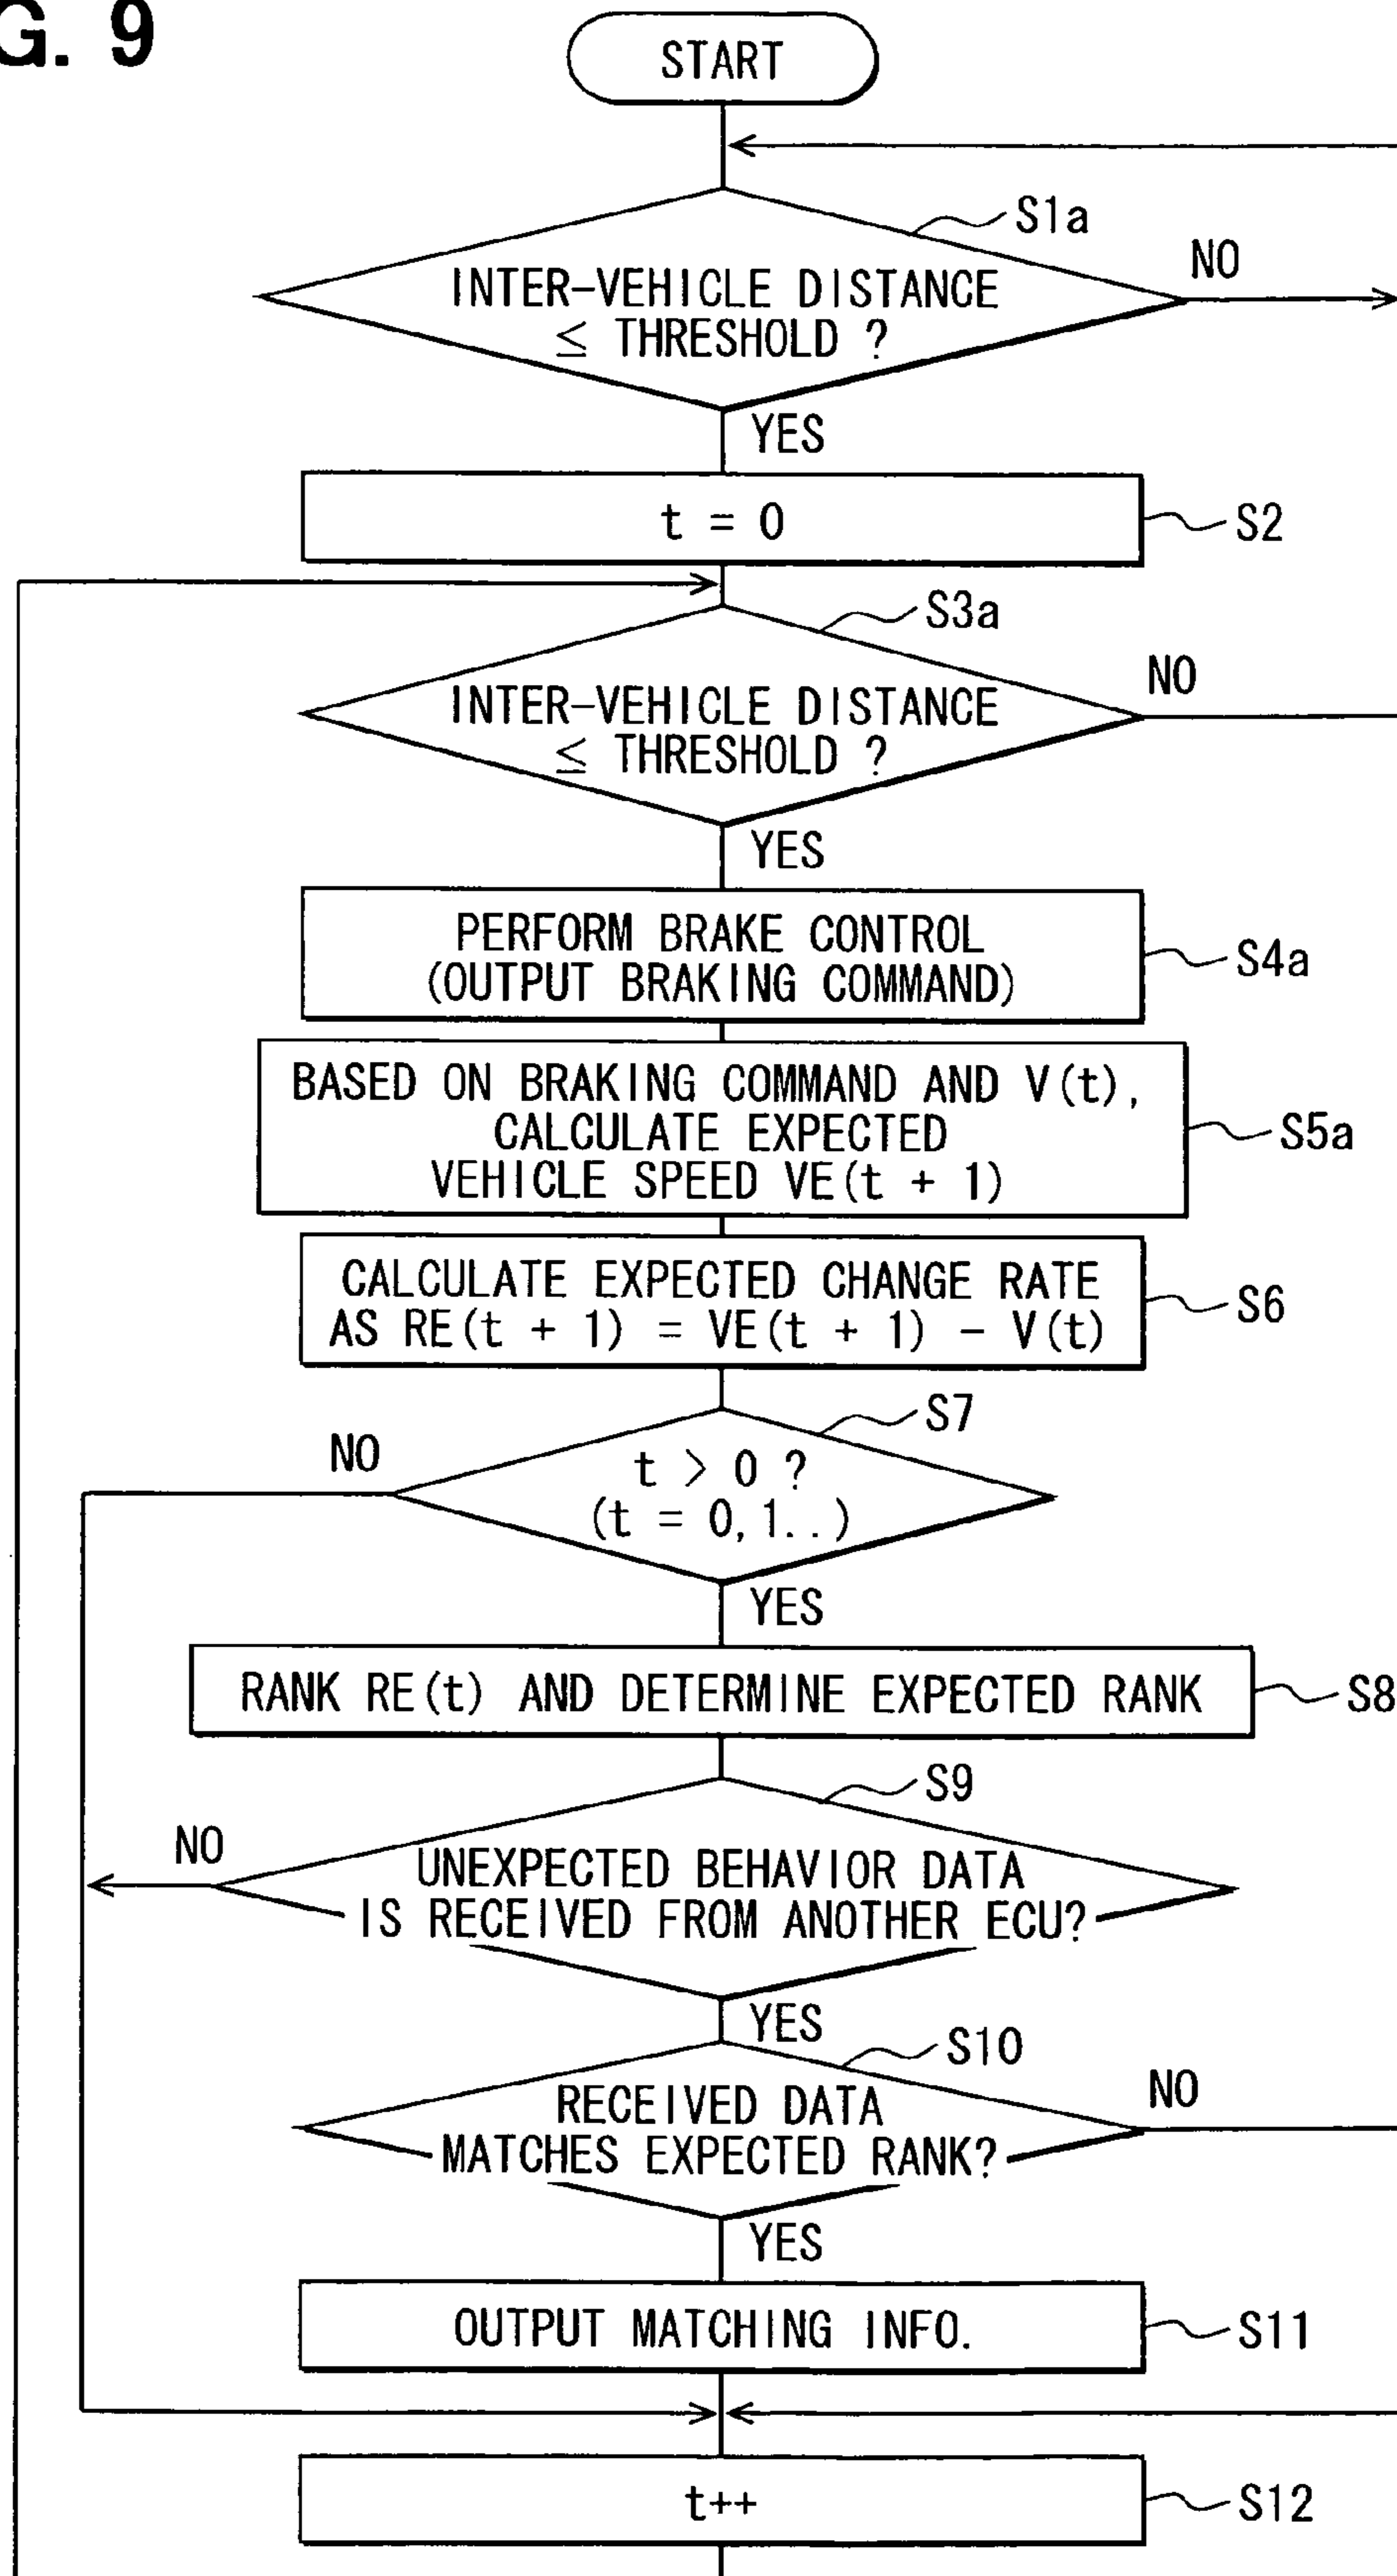 G. 9
START
S1a
NO
INTER-VEHICLE DISTANCE
≤ THRESHOLD ?
YES
t = 0
S2
S3a
NO
INTER-VEHICLE DISTANCE
≤ THRESHOLD ?
YES
PERFORM BRAKE CONTROL
(OUTPUT BRAKING COMMAND)
S4a
BASED ON BRAKING COMMAND AND V(t),
CALCULATE EXPECTED
VEHICLE SPEED VE(t + 1)
S5a
CALCULATE EXPECTED CHANGE RATE
AS RE(t + 1) = VE(t + 1) - V(t)
S6
S7
NO
t > 0 ?
(t = 0,1..)
YES
RANK RE(t) AND DETERMINE EXPECTED RANK
S8
S9
NO
UNEXPECTED BEHAVIOR DATA
IS RECEIVED FROM ANOTHER ECU?
YES
S10
NO
RECEIVED DATA
MATCHES EXPECTED RANK?
YES
OUTPUT MATCHING INFO.
S11
t++
S12